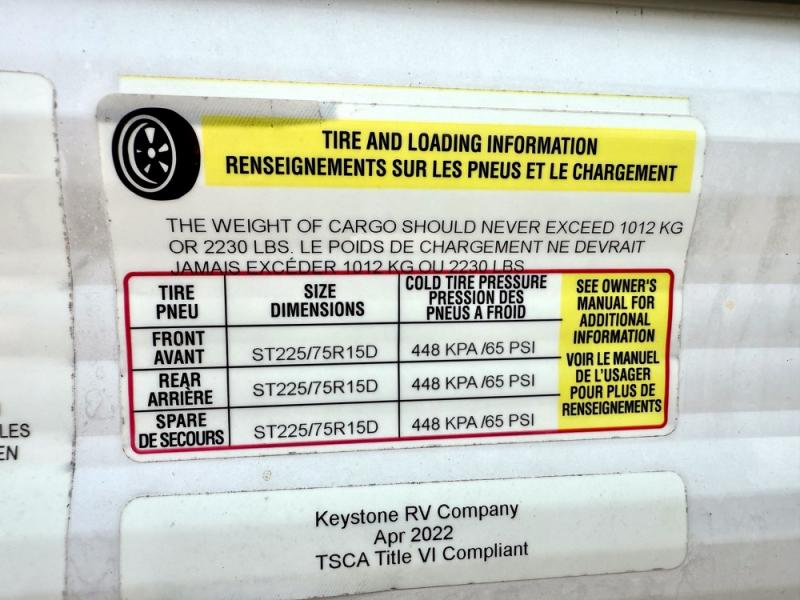 TIRE AND LOADING INFORMATION
RENSEIGNEMENTS SUR LES PNEUS ET LE CHARGEMENT
THE WEIGHT OF CARGO SHOULD NEVER EXCEED 1012 KG
OR 2230 LBS. LE POIDS DE CHARGEMENT NE DEVRAIT
JAMAIS EXCÉDER 1012 KG OU 2230 LBS
TIRE
PNEU
SIZE
DIMENSIONS
COLD TIRE PRESSURE
PRESSION DES
PNEUS A FROID
SEE OWNER'S
MANUAL FOR
ADDITIONAL
INFORMATION
VOIR LE MANUEL
DE L'USAGER
POUR PLUS DE
RENSEIGNEMENTS
FRONT
AVANT
ST225/75R15D
448 KPA /65 PSI
REAR
ARRIÈRE
ST225/75R15D
448 KPA /65 PSI
SPARE
DE SECOURS
ST225/75R15D
448 KPA /65 PSI
LES
EN
Keystone RV Company
Apr 2022
TSCA Title VI Compliant